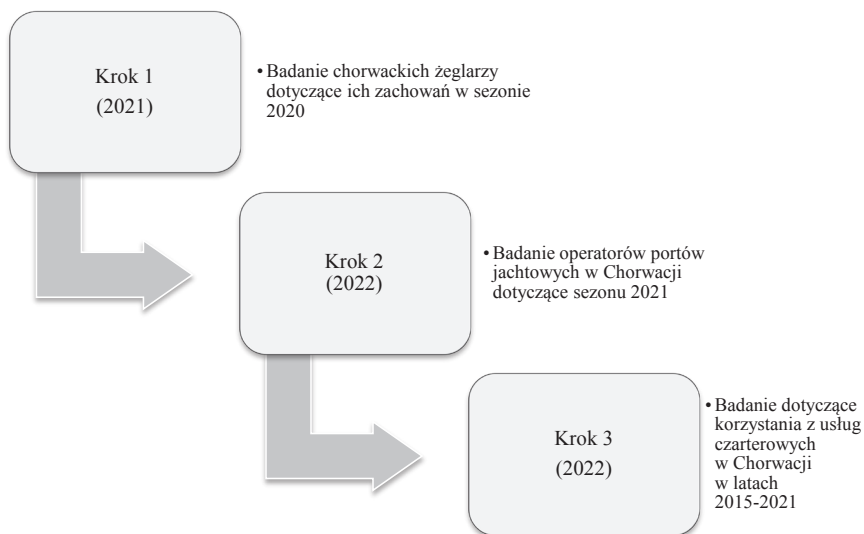 Krok 1
(2021)
• Badanie chorwackich żeglarzy
dotyczące ich zachowań w sezonie
2020
Krok 2
(2022)
• Badanie operatorów portów
jachtowych w Chorwacji
dotyczące sezonu 2021
Krok 3
(2022)
• Badanie dotyczące
korzystania z usług
czarterowych
w Chorwacji
w latach
2015-2021